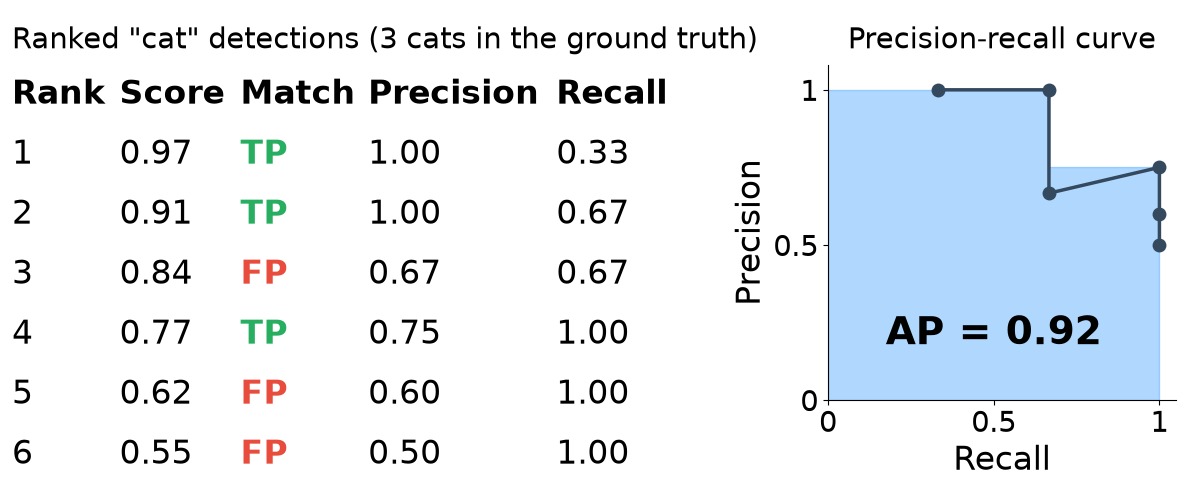 Ranked "cat" detections (3 cats in the ground truth)
Rank Score Match Precision Recall
1 0.97 TP 1.00 0.33
2 0.91 TP 1.00 0.67
3 0.84 FP 0.67 0.67
4 0.77 TP 0.75 1.00
5 0.62 FP 0.60 1.00
6 0.55 FP 0.50 1.00
Precision-recall curve
Precision
1
0.5
0
AP = 0.92
0 0.5 1
Recall